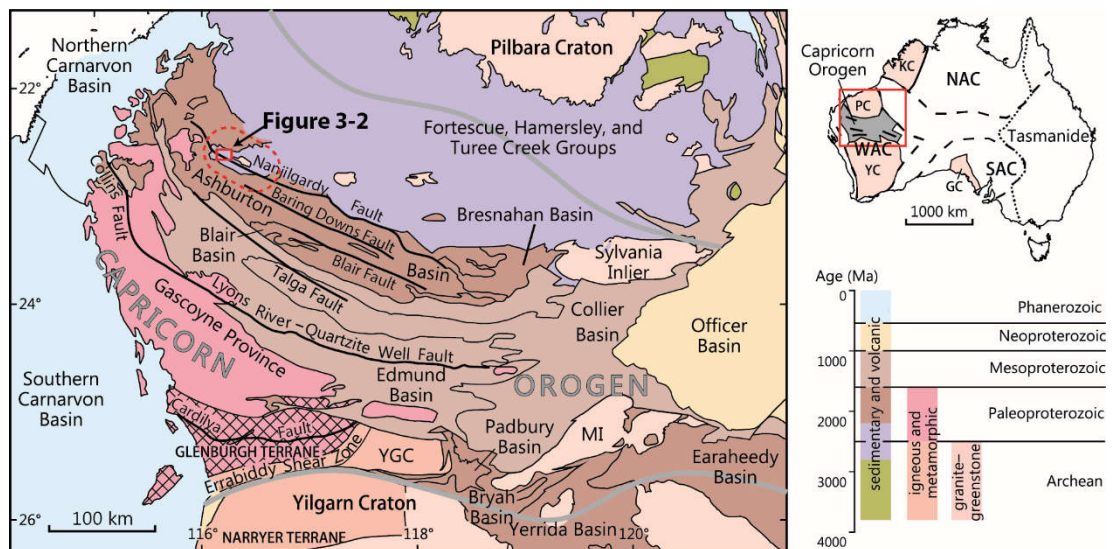 Northern
Carnarvon
Basin
22°
Pilbara Craton
Figure 3-2
Fortescue, Hamersley, and
Turee Creek Groups
Nanjilgardy
Fault
Ashburton
Baring Downs Fault
Basin
Bresnahan Basin
Collins Fault
Blair
Basin
Blair Fault
Talga Fault
Sylvania
Inlier
24°
Collier
Basin
Officer
Basin
CAPRICORN
Gascoyne Province
Lyons River–Quartzite Well Fault
Edmund
Basin
OROGEN
Southern
Carnarvon
Basin
Cardilya Fault
GLENBURGH TERRANE
Errabiddy Shear Zone
YGC
Padbury
Basin
MI
Earaheedy
Basin
Yilgarn Craton
Bryah
Basin
Yerrida Basin
100 km
26°
116°
118°
120°
NARRYER TERRANE
Capricorn
Orogen
KC
NAC
PC
WAC
YC
Tasmanides
SAC
GC
1000 km
Age (Ma)
0
1000
2000
3000
4000
sedimentary and volcanic
igneous and
metamorphic
granite–
greenstone
Phanerozoic
Neoproterozoic
Mesoproterozoic
Paleoproterozoic
Archean